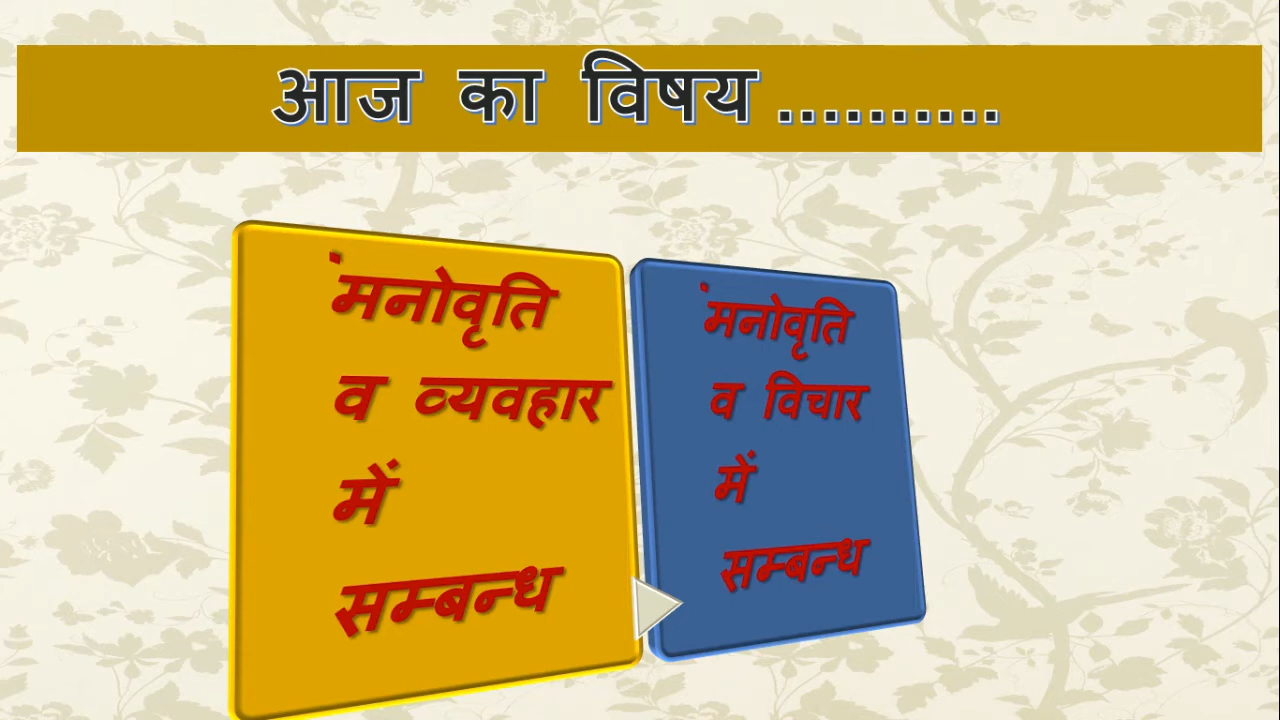 आज का विषय ..........
ंमनोवृति
व व्यवहार
में
सम्बन्ध
ंमनोवृति
व विचार
में
सम्बन्ध